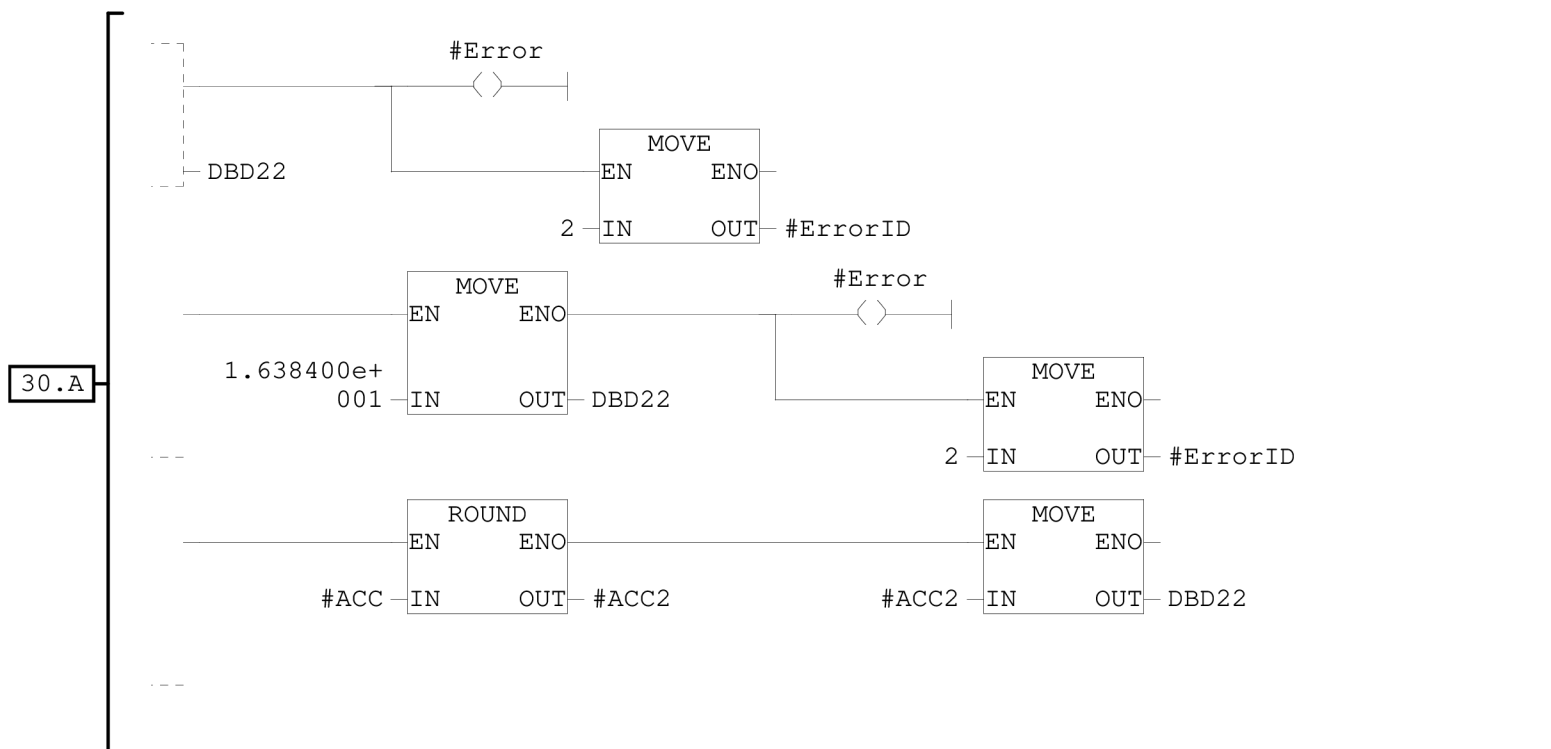 #Error
MOVE
DBD22
EN ENO
2 IN OUT #ErrorID
#Error
MOVE
EN ENO
1.638400e+
001 IN OUT DBD22
30.A
MOVE
EN ENO
2 IN OUT #ErrorID
ROUND MOVE
EN ENO EN ENO
#ACC IN OUT #ACC2 #ACC2 IN OUT DBD22